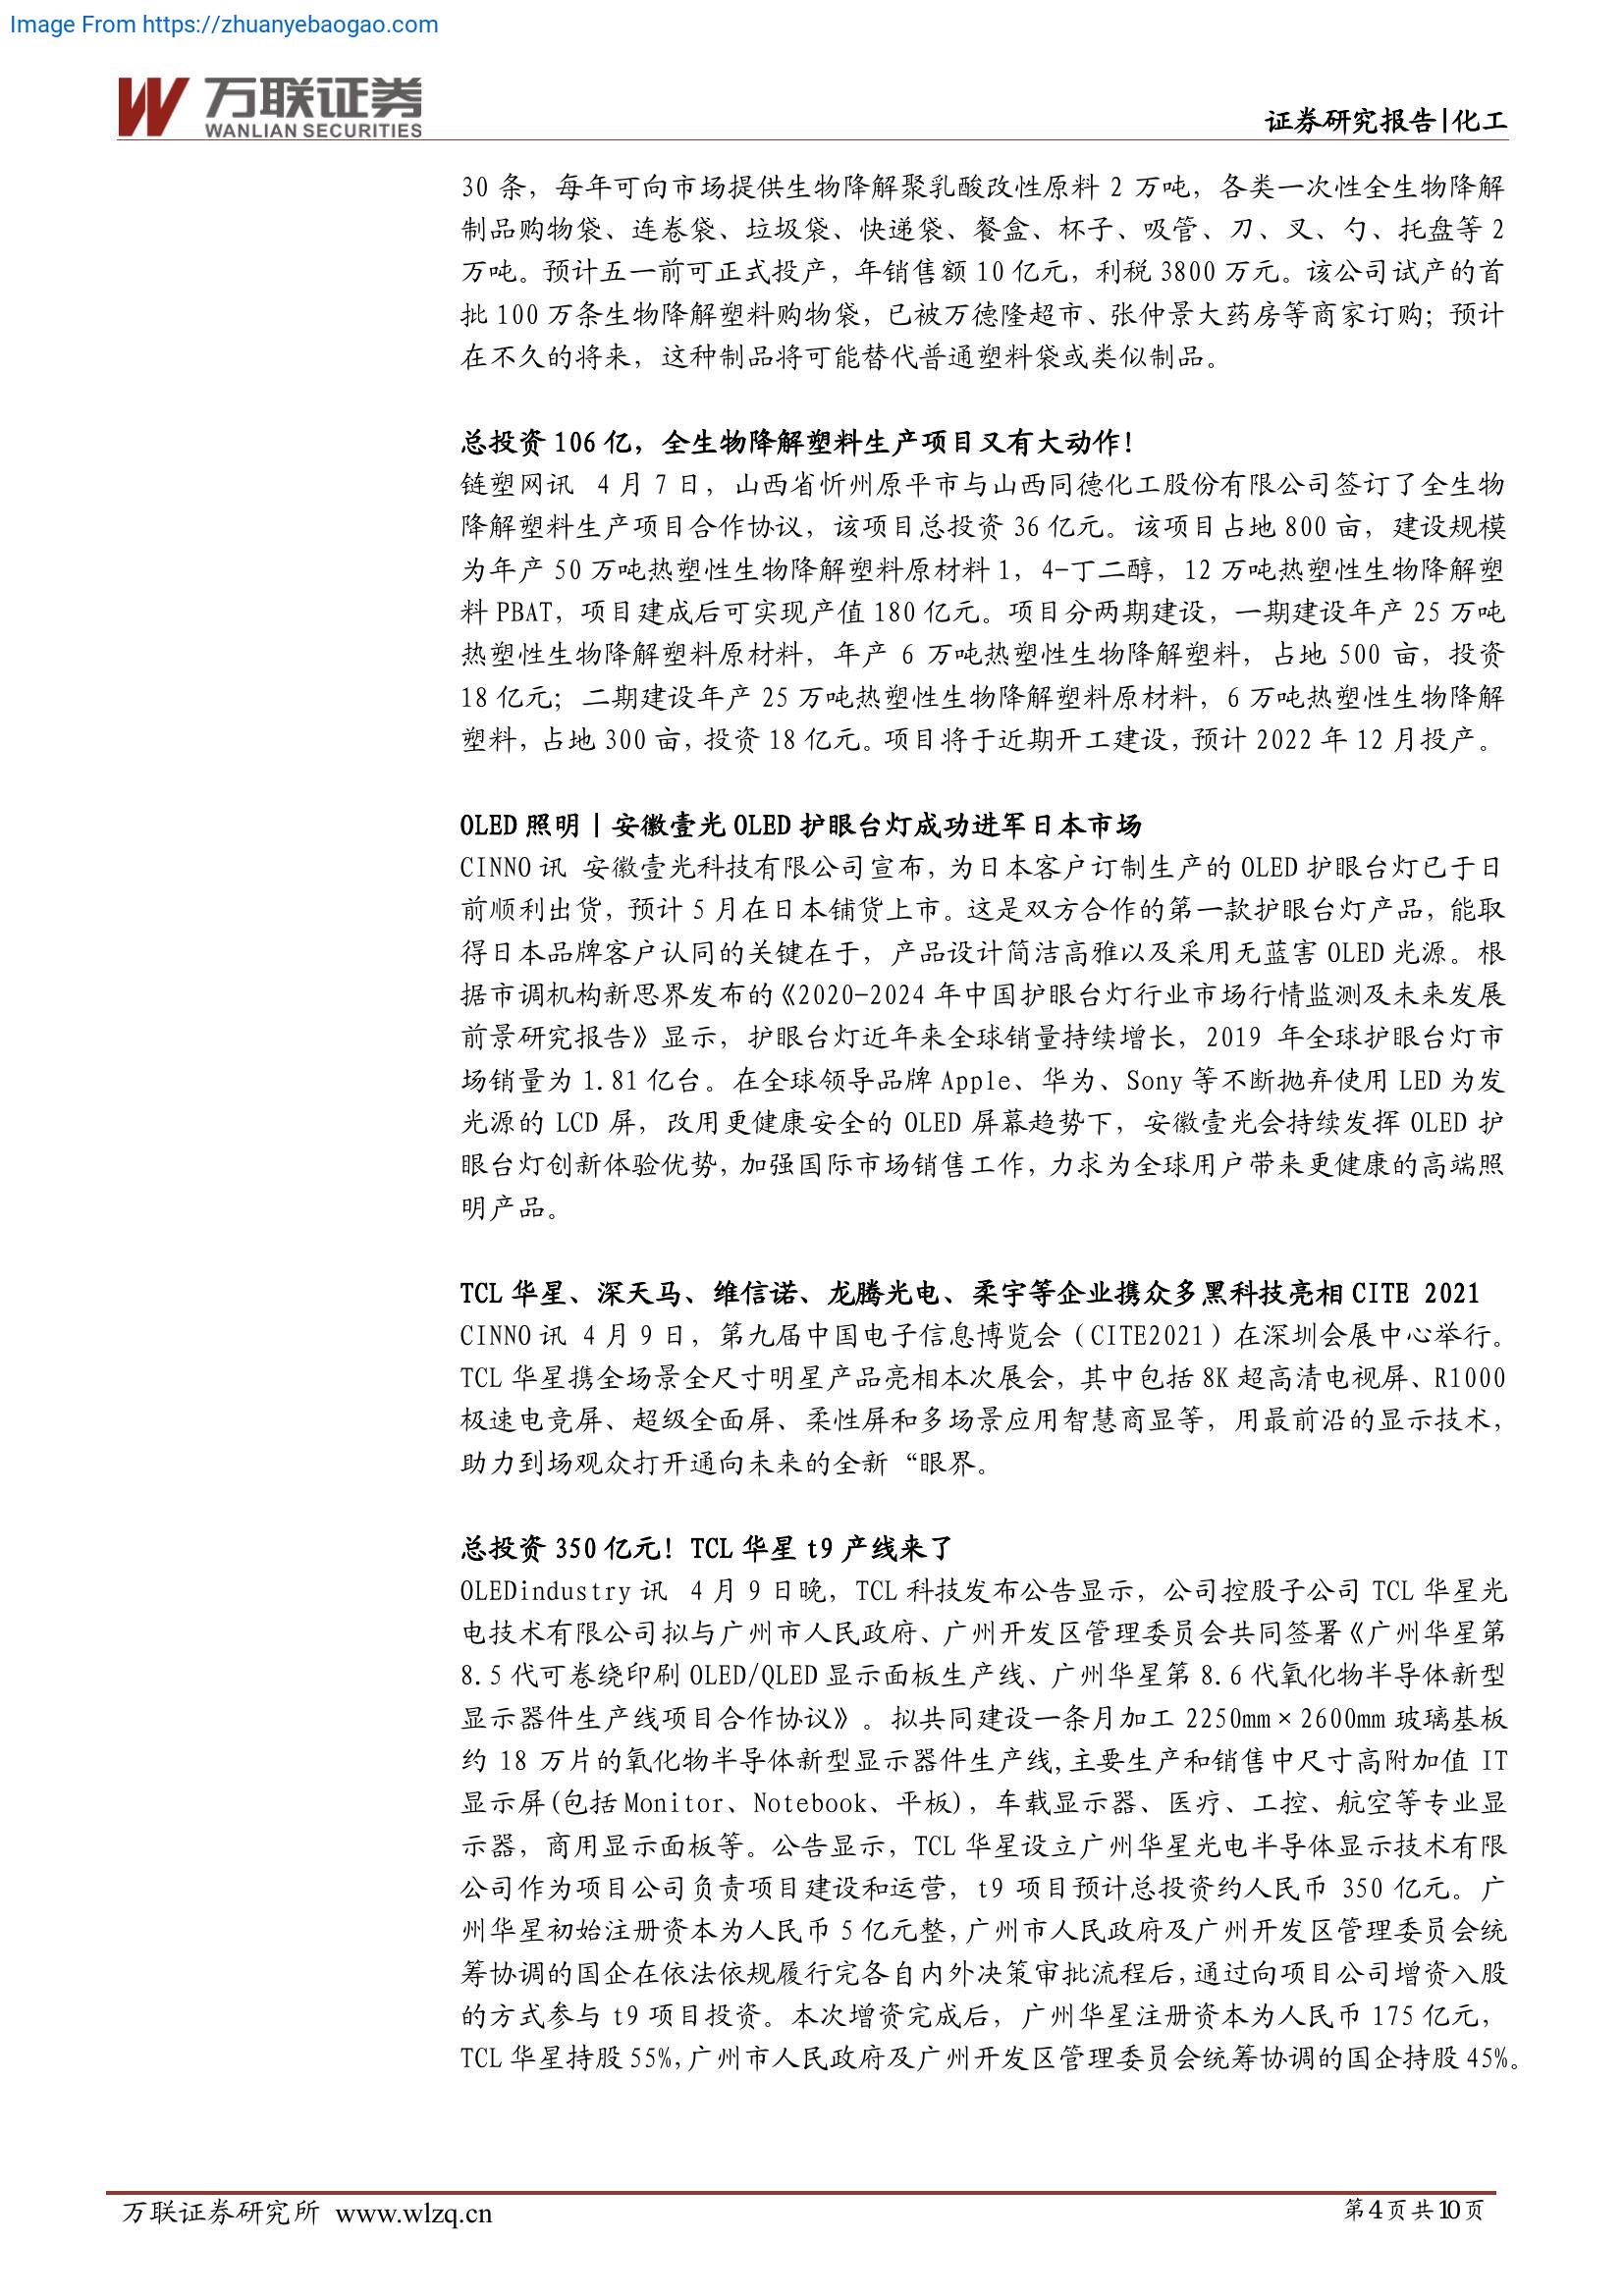 Image From https://zhuanyebaogao.com
万联证券
WANLIAN SECURITIES
证券研究报告|化工
30 条，每年可向市场提供生物降解聚乳酸改性原料 2 万吨，各类一次性全生物降解
制品购物袋、连卷袋、垃圾袋、快递袋、餐盒、杯子、吸管、刀、叉、勺、托盘等 2
万吨。预计五一前可正式投产，年销售额 10 亿元，利税 3800 万元。该公司试产的首
批 100 万条生物降解塑料购物袋，已被万德隆超市、张仲景大药房等商家订购；预计
在不久的将来，这种制品将可能替代普通塑料袋或类似制品。
总投资 106 亿，全生物降解塑料生产项目又有大动作！
链塑网讯 4 月 7 日，山西省忻州原平市与山西同德化工股份有限公司签订了全生物
降解塑料生产项目合作协议，该项目总投资 36 亿元。该项目占地 800 亩，建设规模
为年产 50 万吨热塑性生物降解塑料原材料 1，4-丁二醇，12 万吨热塑性生物降解塑
料 PBAT，项目建成后可实现产值 180 亿元。项目分两期建设，一期建设年产 25 万吨
热塑性生物降解塑料原材料，年产 6 万吨热塑性生物降解塑料，占地 500 亩，投资
18 亿元；二期建设年产 25 万吨热塑性生物降解塑料原材料，6 万吨热塑性生物降解
塑料，占地 300 亩，投资 18 亿元。项目将于近期开工建设，预计 2022 年 12 月投产。
OLED 照明 | 安徽壹光 OLED 护眼台灯成功进军日本市场
CINNO 讯 安徽壹光科技有限公司宣布，为日本客户订制生产的 OLED 护眼台灯已于日
前顺利出货，预计 5 月在日本铺货上市。这是双方合作的第一款护眼台灯产品，能取
得日本品牌客户认同的关键在于，产品设计简洁高雅以及采用无蓝害 OLED 光源。根
据市调机构新思界发布的《2020-2024 年中国护眼台灯行业市场行情监测及未来发展
前景研究报告》显示，护眼台灯近年来全球销量持续增长，2019 年全球护眼台灯市
场销量为 1.81 亿台。在全球领导品牌 Apple、华为、Sony 等不断抛弃使用 LED 为发
光源的 LCD 屏，改用更健康安全的 OLED 屏幕趋势下，安徽壹光会持续发挥 OLED 护
眼台灯创新体验优势，加强国际市场销售工作，力求为全球用户带来更健康的高端照
明产品。
TCL 华星、深天马、维信诺、龙腾光电、柔宇等企业携众多黑科技亮相 CITE 2021
CINNO 讯 4 月 9 日，第九届中国电子信息博览会（CITE2021）在深圳会展中心举行。
TCL 华星携全场景全尺寸明星产品亮相本次展会，其中包括 8K 超高清电视屏、R1000
极速电竞屏、超级全面屏、柔性屏和多场景应用智慧商显等，用最前沿的显示技术，
助力到场观众打开通向未来的全新“眼界。
总投资 350 亿元！TCL 华星 t9 产线来了
OLEDindustry 讯 4 月 9 日晚，TCL 科技发布公告显示，公司控股子公司 TCL 华星光
电技术有限公司拟与广州市人民政府、广州开发区管理委员会共同签署《广州华星第
8.5 代可卷绕印刷 OLED/QLED 显示面板生产线、广州华星第 8.6 代氧化物半导体新型
显示器件生产线项目合作协议》。拟共同建设一条月加工 2250mm×2600mm 玻璃基板
约 18 万片的氧化物半导体新型显示器件生产线,主要生产和销售中尺寸高附加值 IT
显示屏(包括 Monitor、Notebook、平板)，车载显示器、医疗、工控、航空等专业显
示器，商用显示面板等。公告显示，TCL 华星设立广州华星光电半导体显示技术有限
公司作为项目公司负责项目建设和运营，t9 项目预计总投资约人民币 350 亿元。广
州华星初始注册资本为人民币 5 亿元整，广州市人民政府及广州开发区管理委员会统
筹协调的国企在依法依规履行完各自内外决策审批流程后，通过向项目公司增资入股
的方式参与 t9 项目投资。本次增资完成后，广州华星注册资本为人民币 175 亿元，
TCL 华星持股 55%,广州市人民政府及广州开发区管理委员会统筹协调的国企持股 45%。
万联证券研究所 www.wlzq.cn
第4页共10页